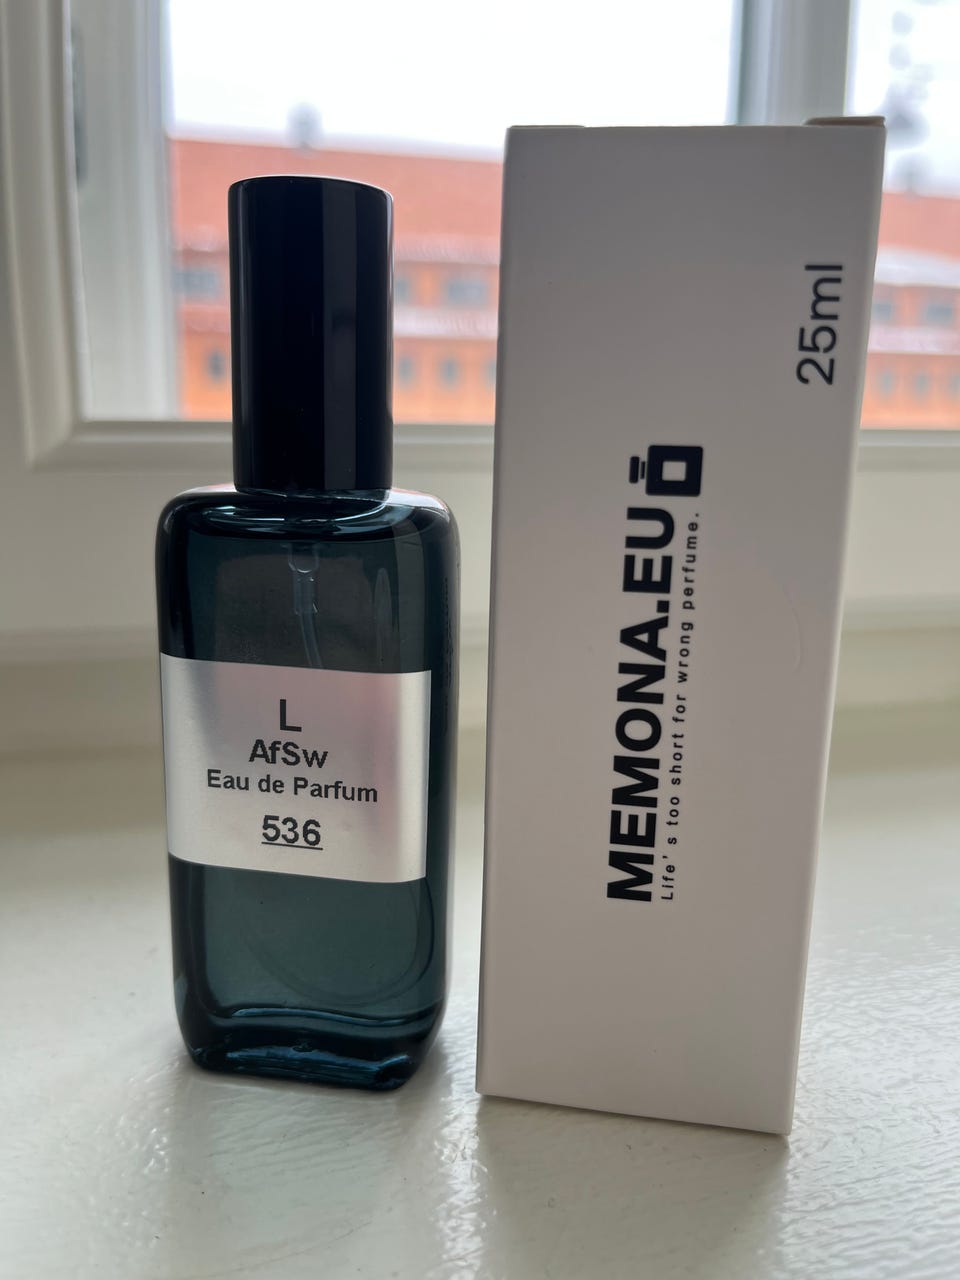 L
AfSw
Eau de Parfum
536
MEMONA.EU
Life's too short for wrong perfume.
25ml